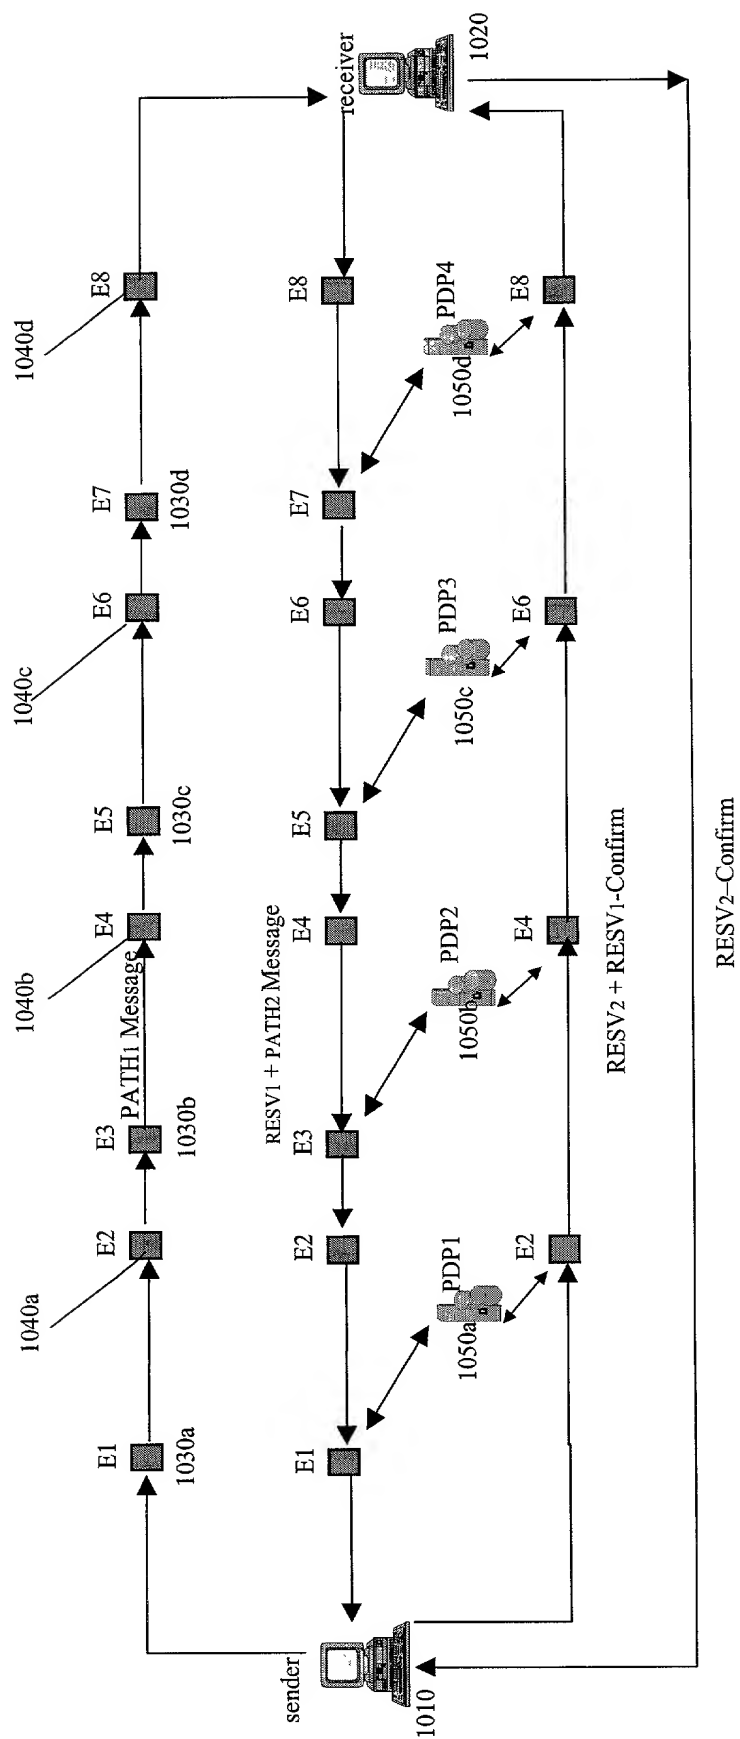 sender
1010
receiver
1020
E1
1030a
E2
1040a
E3
1030b
PATH1 Message
E4
1040b
E5
1030c
E6
1040c
E7
1030d
E8
1040d
E1
E2
E3
RESV1 + PATH2 Message
E4
E5
E6
E7
E8
PDP1
1050a
PDP2
1050b
PDP3
1050c
PDP4
1050d
E2
E4
E6
E8
RESV2 + RESV1-Confirm
RESV2–Confirm